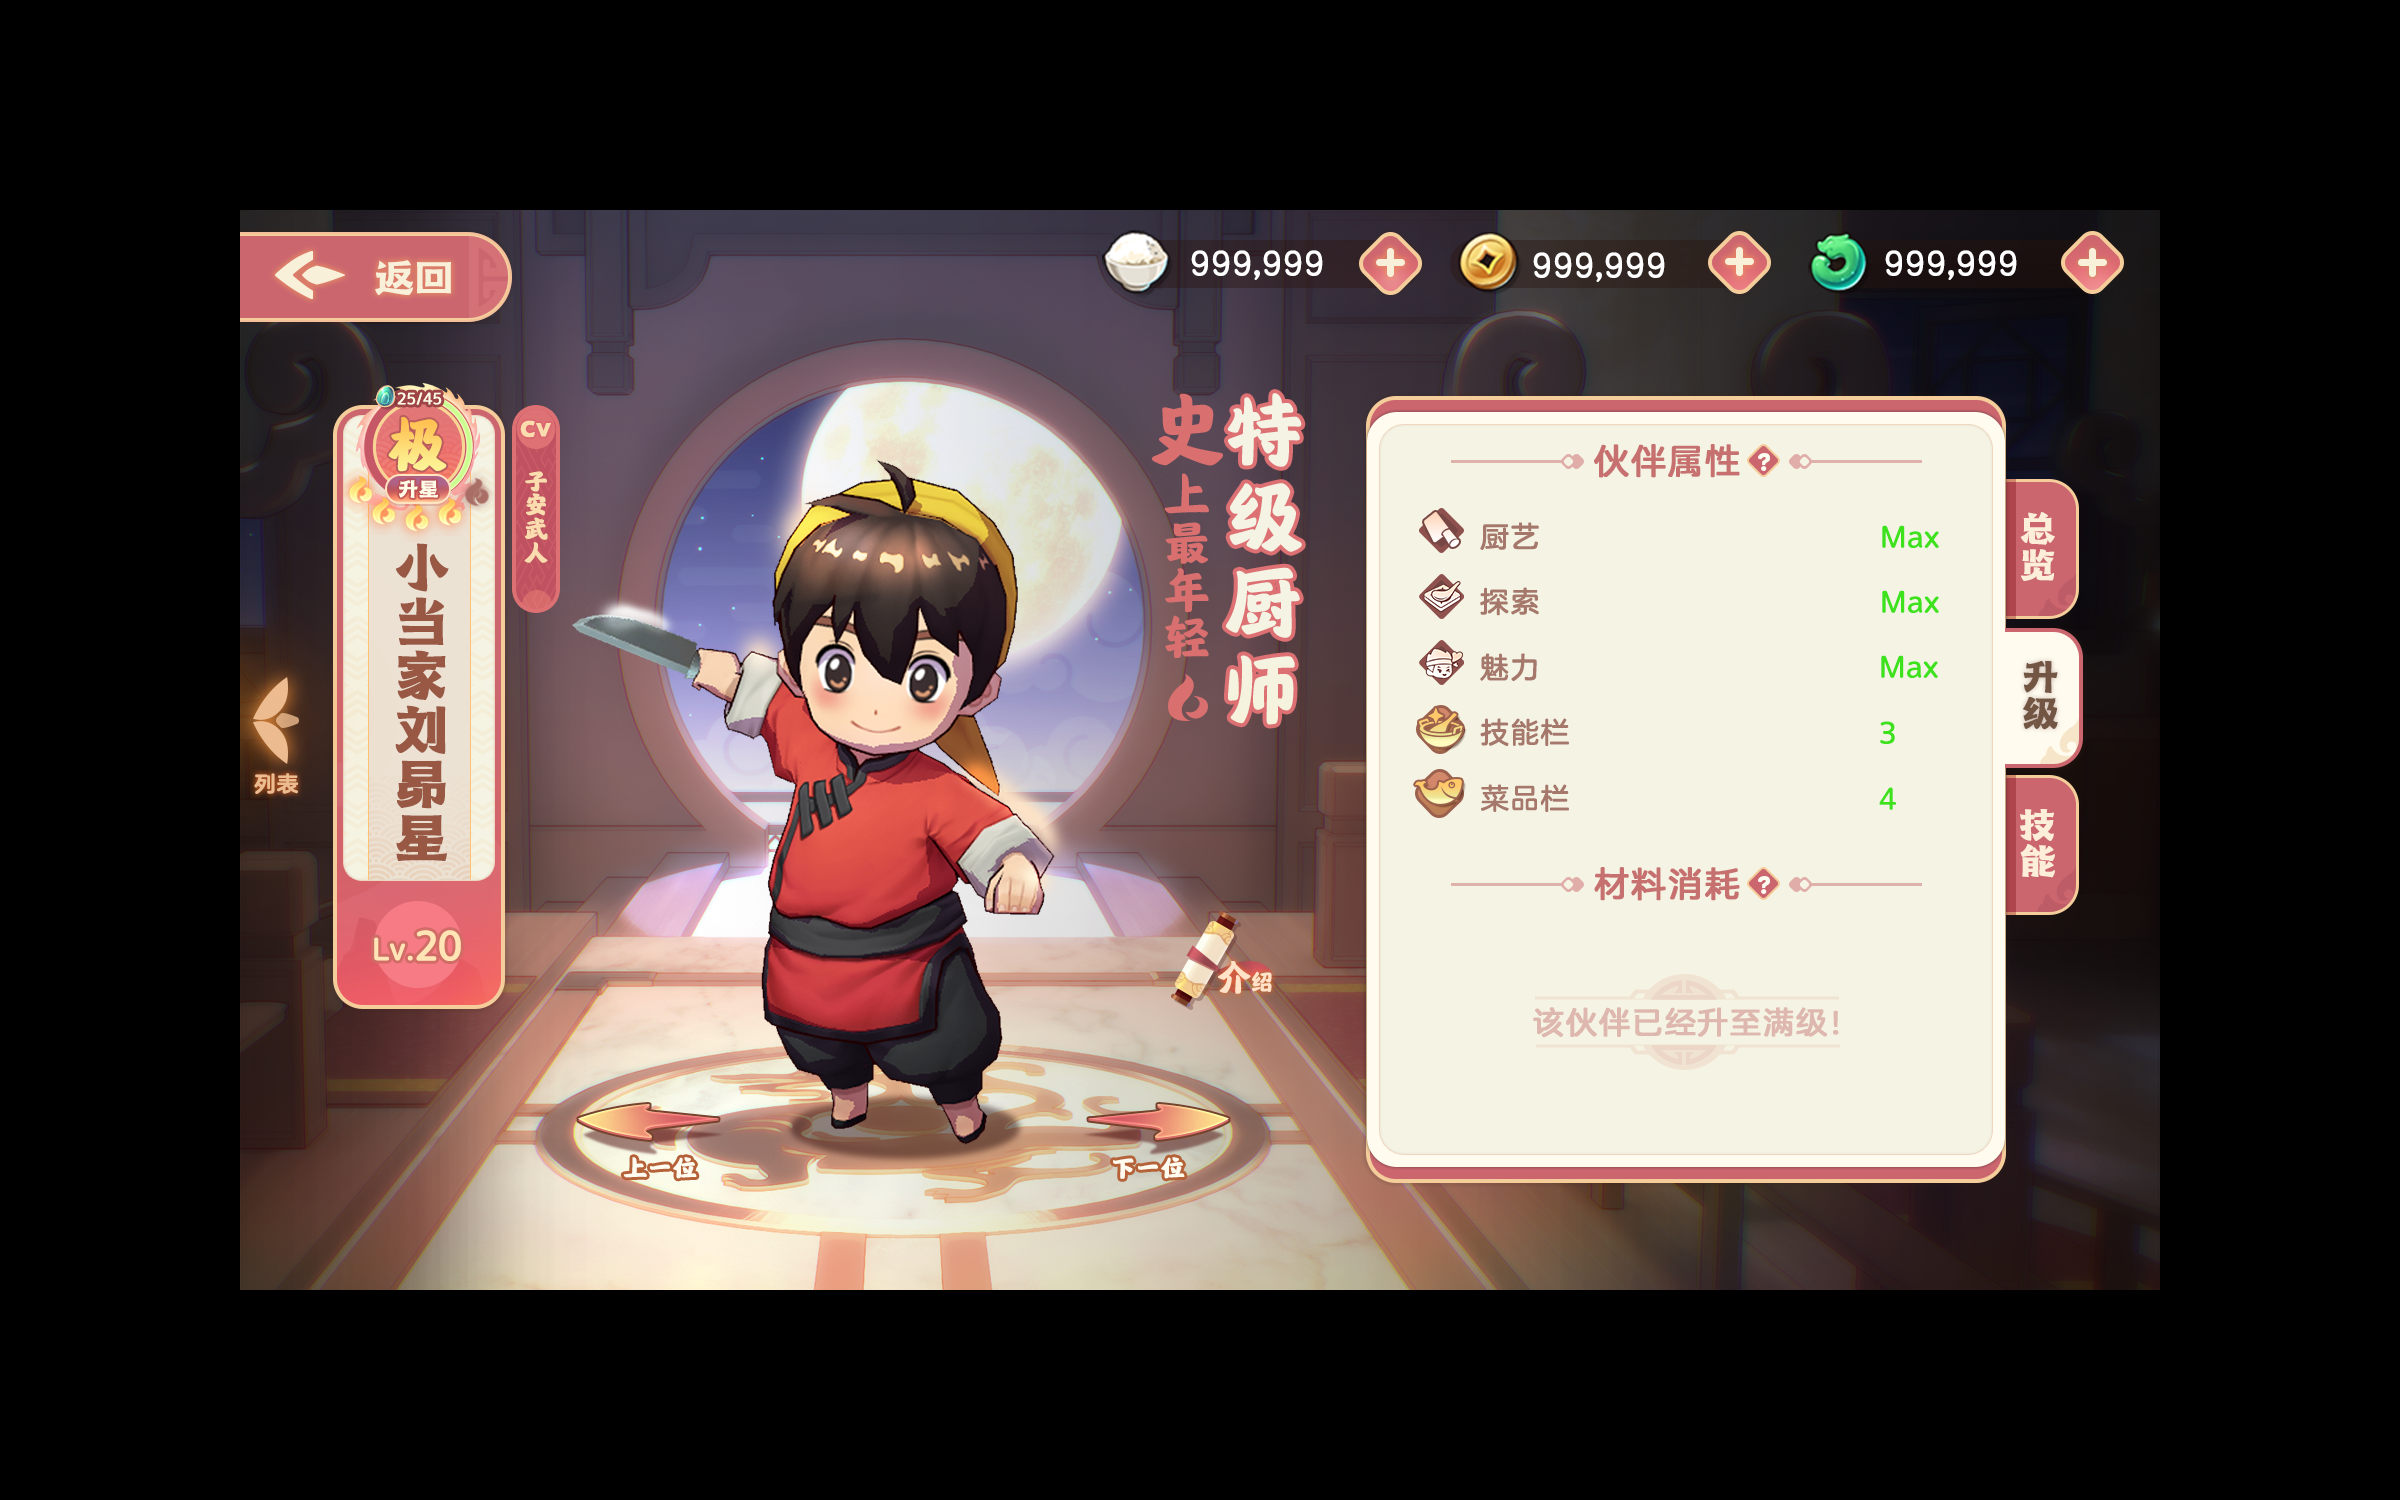 返回
999,999
999,999
999,999
25/45
极
升星
小当家刘昴星
Lv.20
CV
子安武人
列表
特级厨师
史上最年轻
介绍
上一位
下一位
伙伴属性?
厨艺 Max
探索 Max
魅力 Max
技能栏 3
菜品栏 4
材料消耗?
该伙伴已经升至满级!
总览
升级
技能